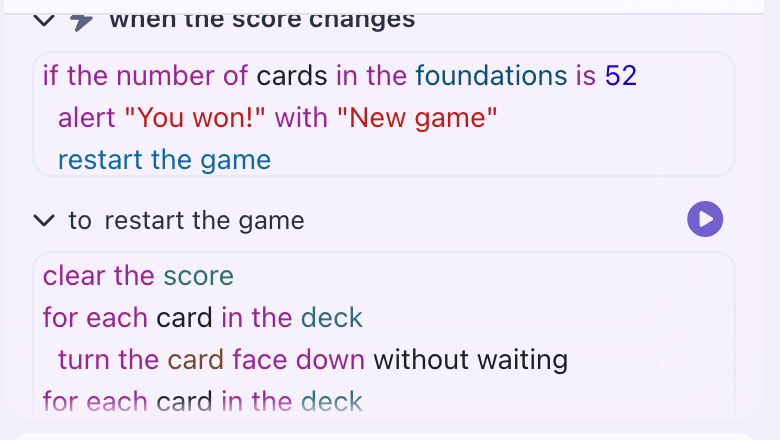 when the score changes
if the number of cards in the foundations is 52
alert "You won!" with "New game"
restart the game
to restart the game
clear the score
for each card in the deck
turn the card face down without waiting
for each card in the deck